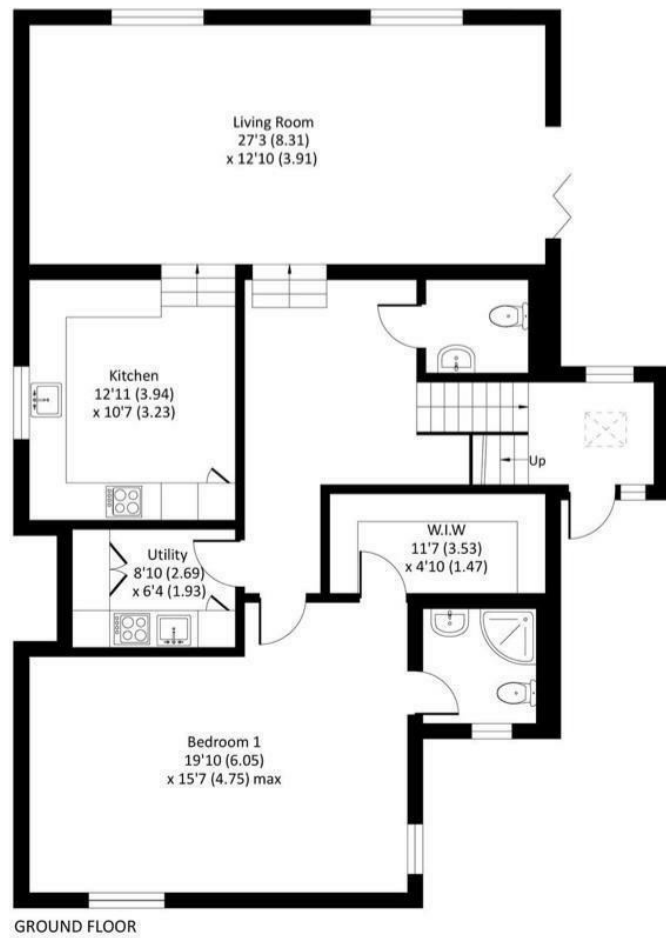 Living Room
27'3 (8.31)
x 12'10 (3.91)
Kitchen
12'11 (3.94)
x 10'7 (3.23)
Up
W.I.W
11'7 (3.53)
x 4'10 (1.47)
Utility
8'10 (2.69)
x 6'4 (1.93)
Bedroom 1
19'10 (6.05)
x 15'7 (4.75) max
GROUND FLOOR